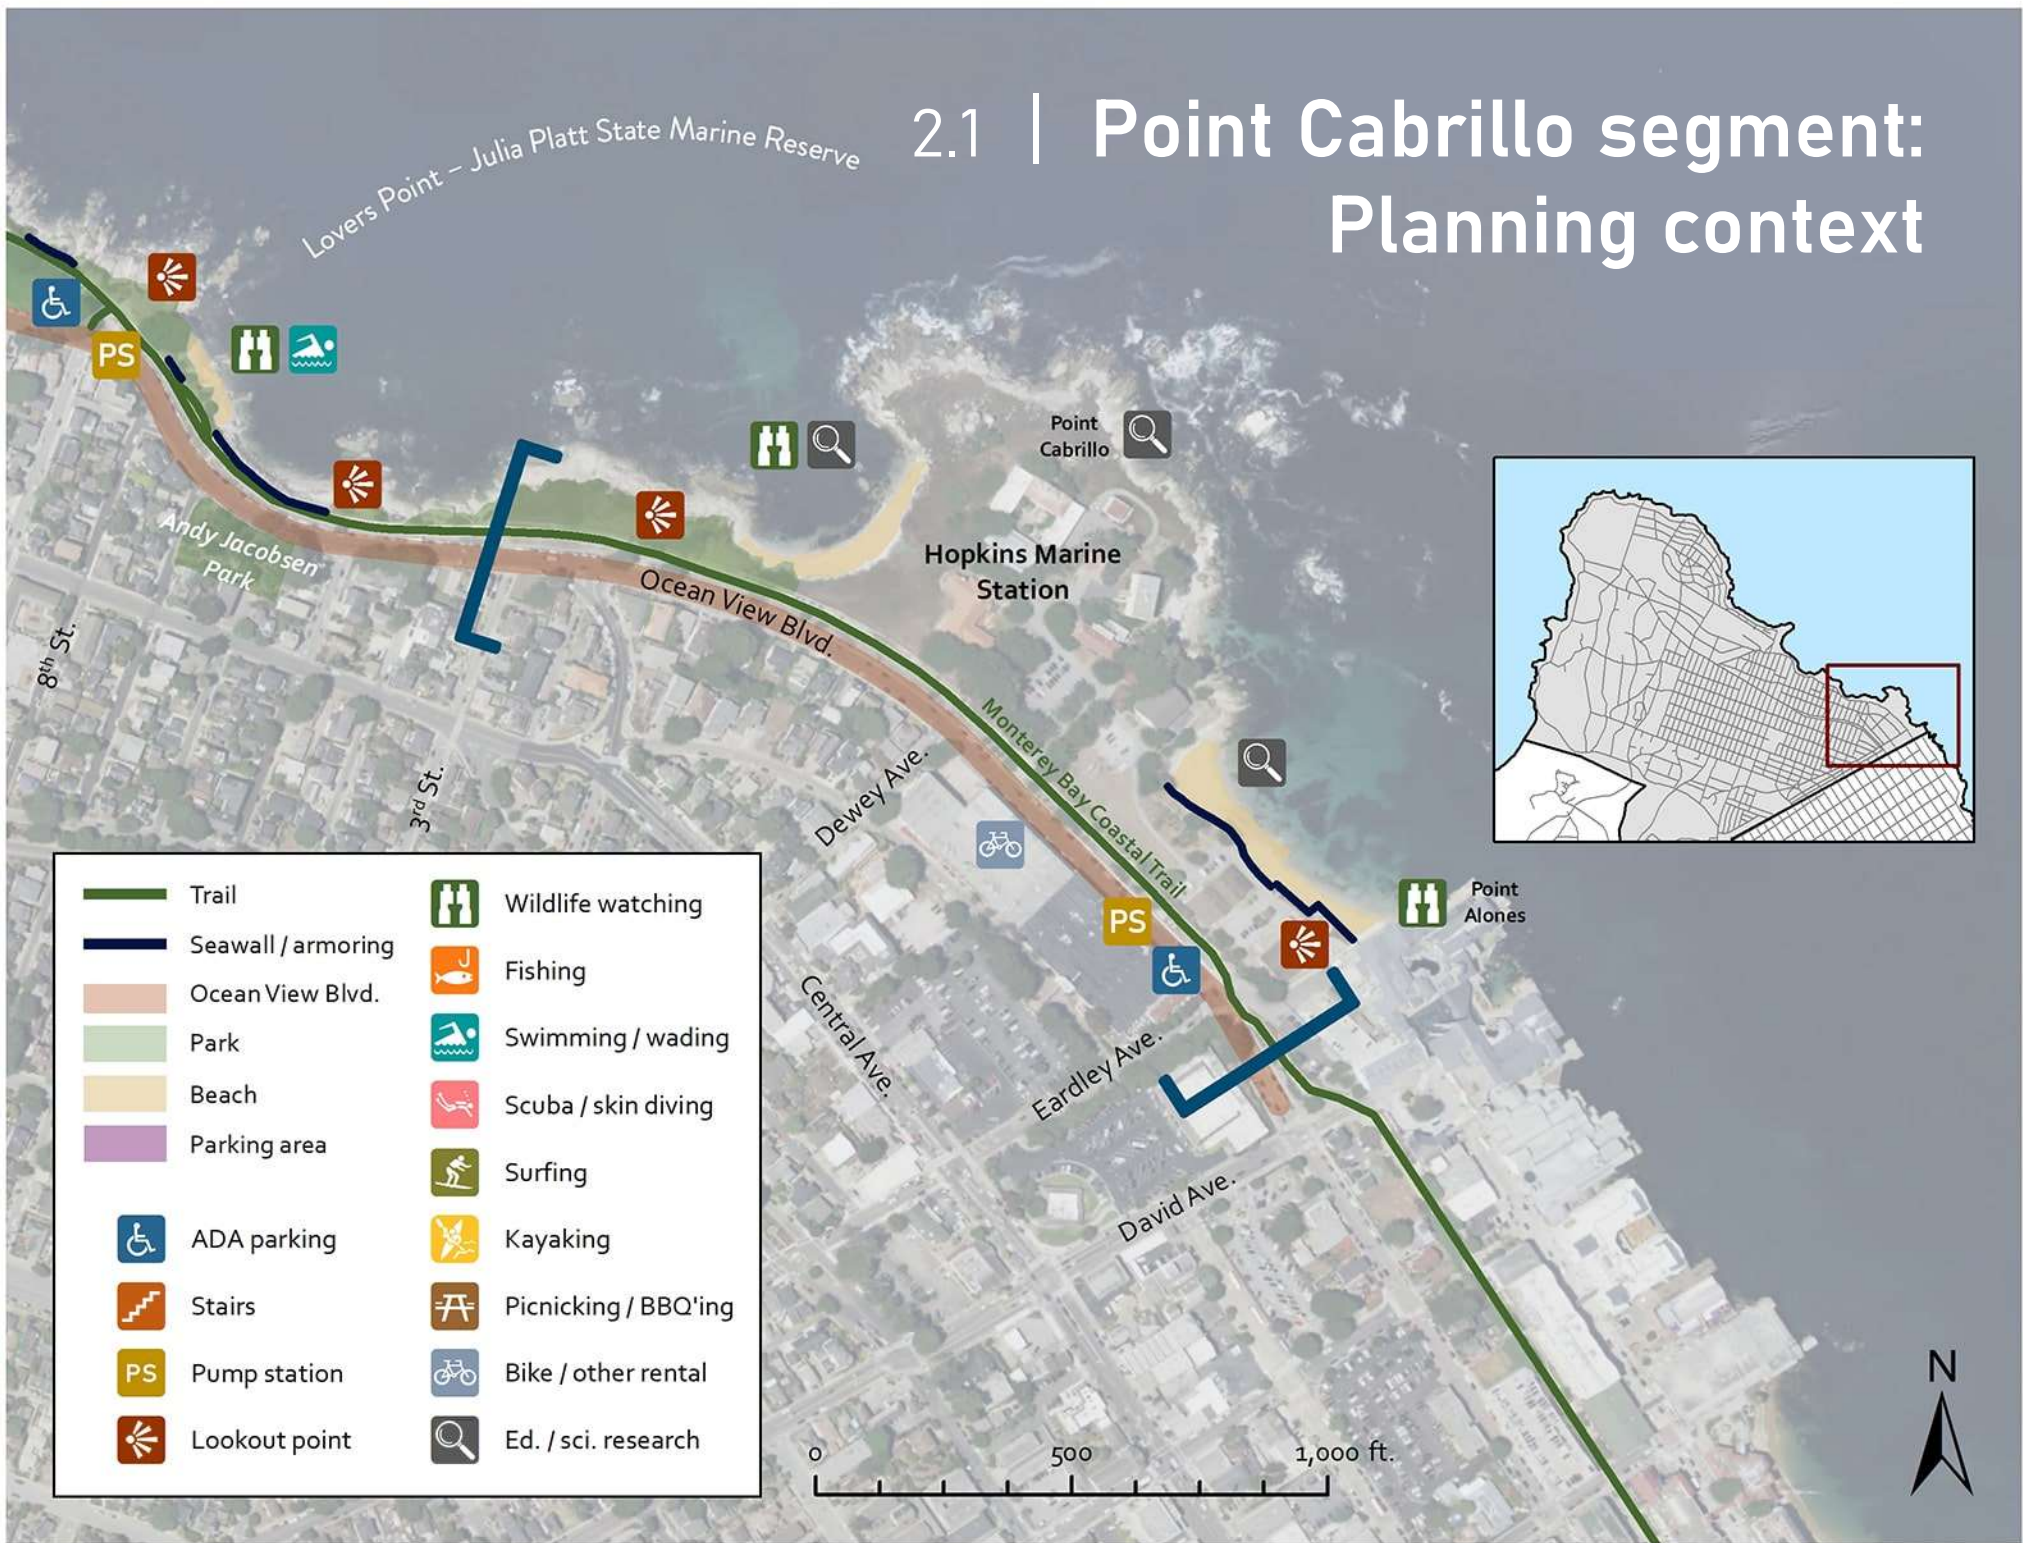 2.1 | Point Cabrillo segment:
Planning context
Lovers Point – Julia Platt State Marine Reserve
PS
Point
Cabrillo
Andy Jacobsen
Park
Hopkins Marine
Station
Ocean View Blvd.
8th St.
3rd St.
Monterey Bay Coastal Trail
Dewey Ave.
PS
Point
Alones
Central Ave.
Eardley Ave.
David Ave.
Trail
Seawall / armoring
Ocean View Blvd.
Park
Beach
Parking area
ADA parking
Stairs
PS Pump station
Lookout point
Wildlife watching
Fishing
Swimming / wading
Scuba / skin diving
Surfing
Kayaking
Picnicking / BBQ'ing
Bike / other rental
Ed. / sci. research
0 500 1,000 ft.
N